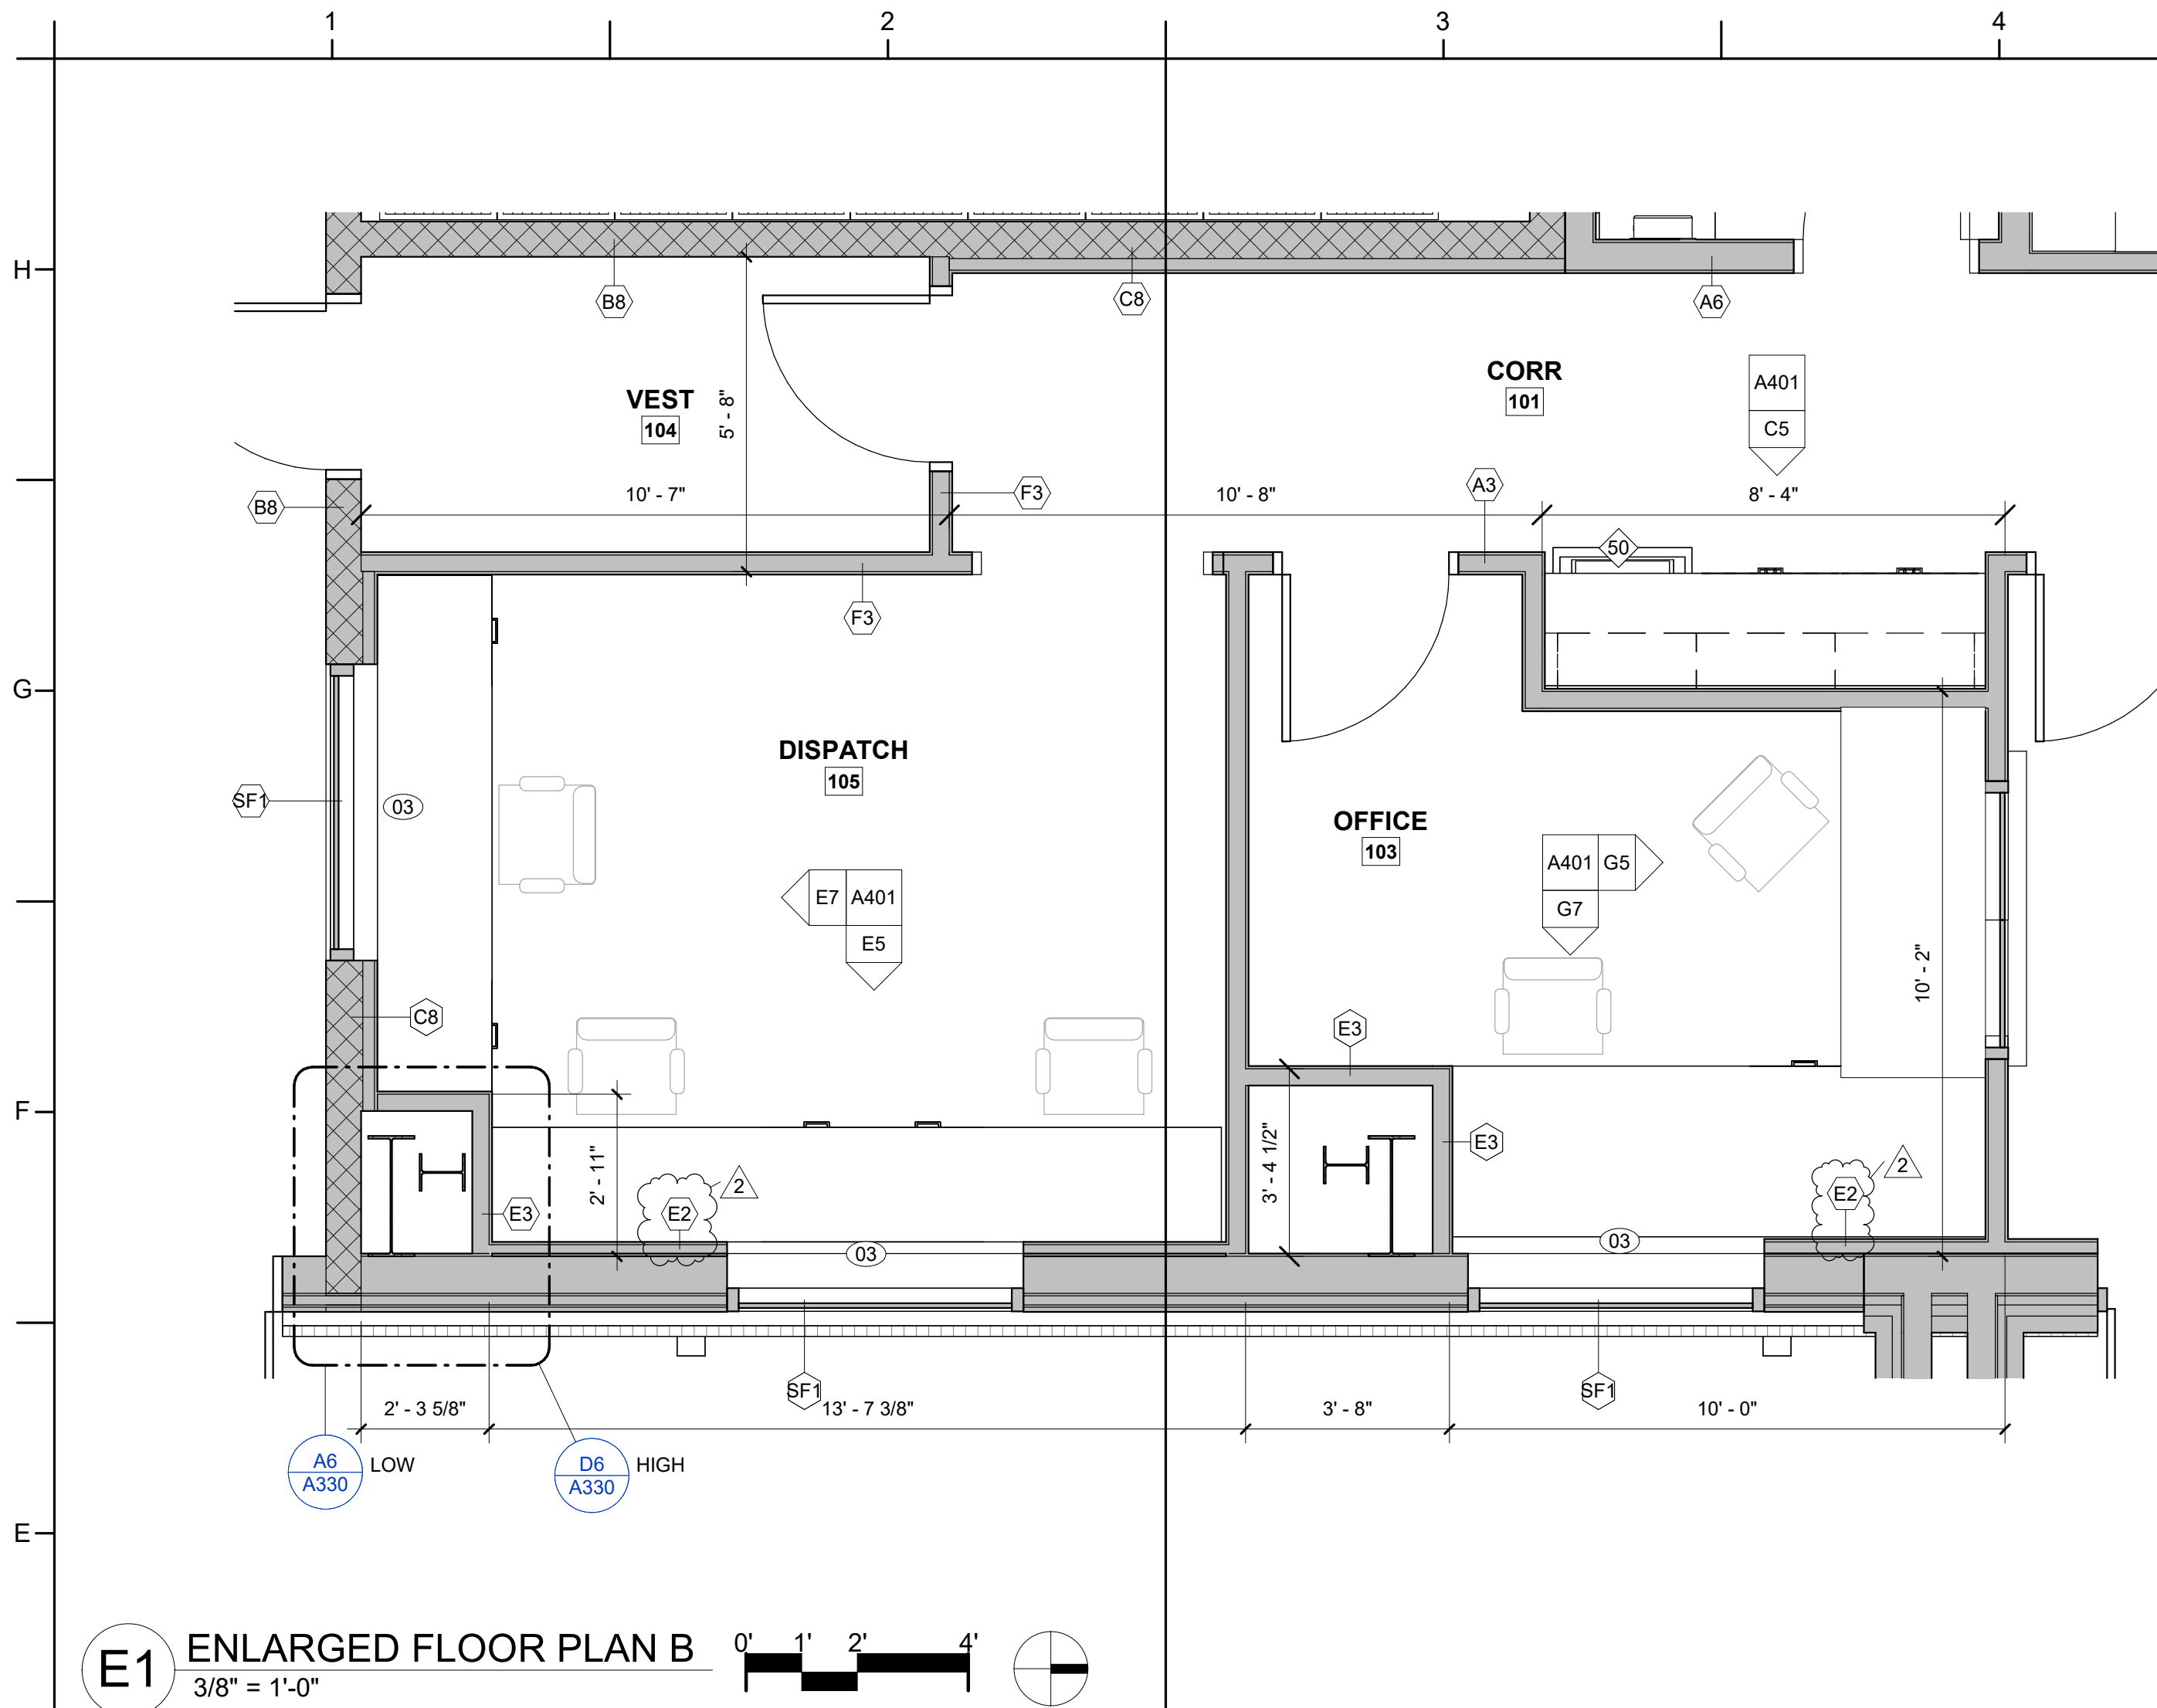 1 2 3 4
H
B8 C8 A6
VEST
104
5' - 8"
CORR
101
A401
C5
B8
10' - 7"
F3
10' - 8"
A3
8' - 4"
50
F3
G
DISPATCH
105
SF1
03
OFFICE
103
E7 A401
E5
A401 G5
G7
10' - 2"
C8
E3
F
2' - 11"
3' - 4 1/2"
E3
E3
E2
2
E2
2
03
03
SF1
SF1
2' - 3 5/8"
13' - 7 3/8"
3' - 8"
10' - 0"
A6
A330
LOW
D6
A330
HIGH
E
E1
ENLARGED FLOOR PLAN B
3/8" = 1'-0"
0' 1' 2' 4'